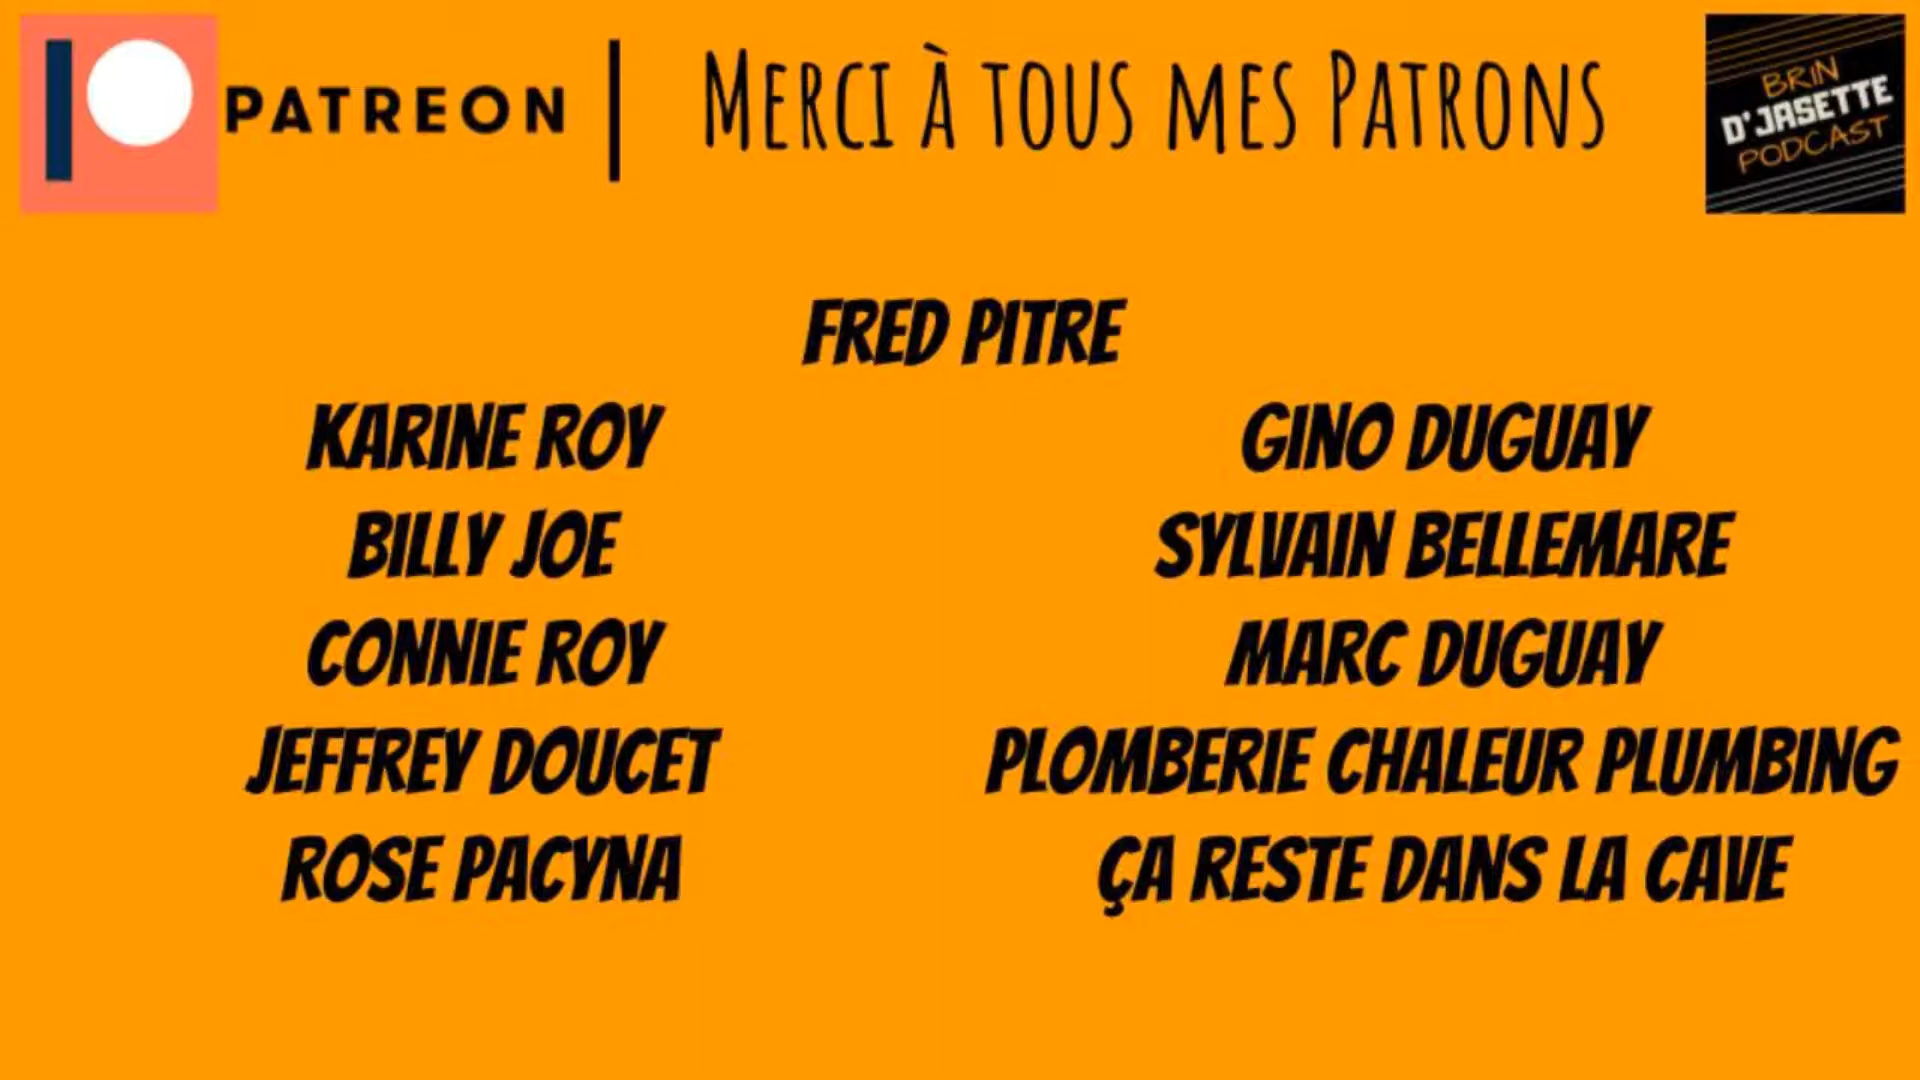 PATREON | MERCI À TOUS MES PATRONS
BRIN
D'JASETTE
PODCAST
FRED PITRE
KARINE ROY
BILLY JOE
CONNIE ROY
JEFFREY DOUCET
ROSE PACYNA
GINO DUGUAY
SYLVAIN BELLEMARE
MARC DUGUAY
PLOMBERIE CHALEUR PLUMBING
ÇA RESTE DANS LA CAVE